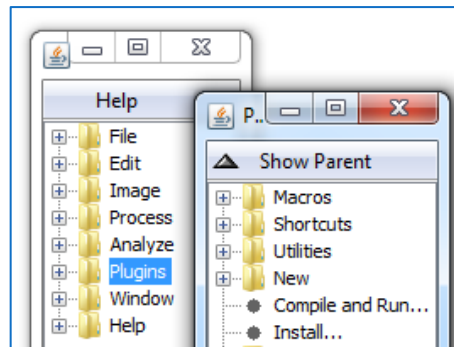 Help
File
Edit
Image
Process
Analyze
Plugins
Window
Help
P..
Show Parent
Macros
Shortcuts
Utilities
New
Compile and Run...
Install...